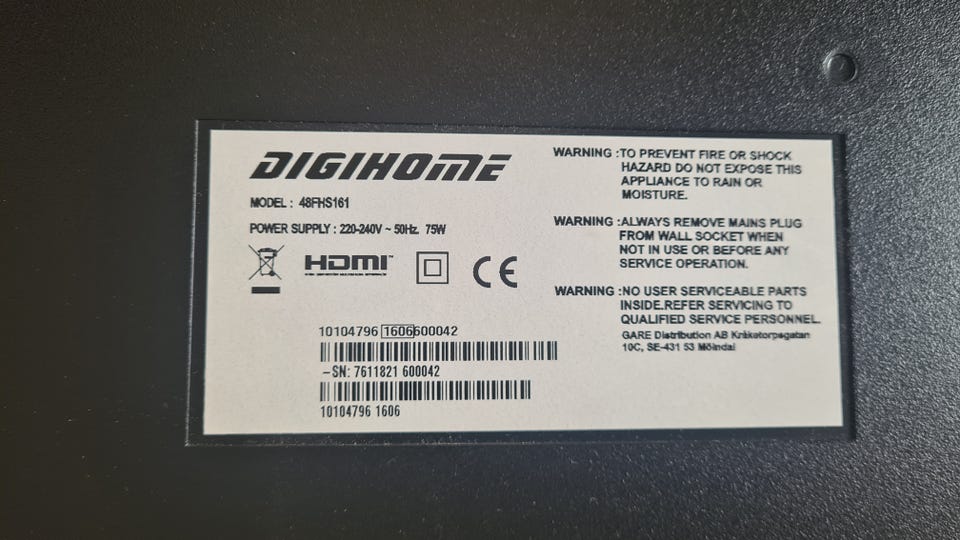 DIGIHOME
MODEL : 48FHS161
POWER SUPPLY : 220-240V ~ 50Hz. 75W
HDMI™
CE
10104796 1606600042
-SN: 7611821 600042
10104796 1606
WARNING :TO PREVENT FIRE OR SHOCK
HAZARD DO NOT EXPOSE THIS
APPLIANCE TO RAIN OR
MOISTURE.
WARNING :ALWAYS REMOVE MAINS PLUG
FROM WALL SOCKET WHEN
NOT IN USE OR BEFORE ANY
SERVICE OPERATION.
WARNING :NO USER SERVICEABLE PARTS
INSIDE.REFER SERVICING TO
QUALIFIED SERVICE PERSONNEL.
GARE Distribution AB Kråketorpsgatan
10C, SE-431 53 Mölndal